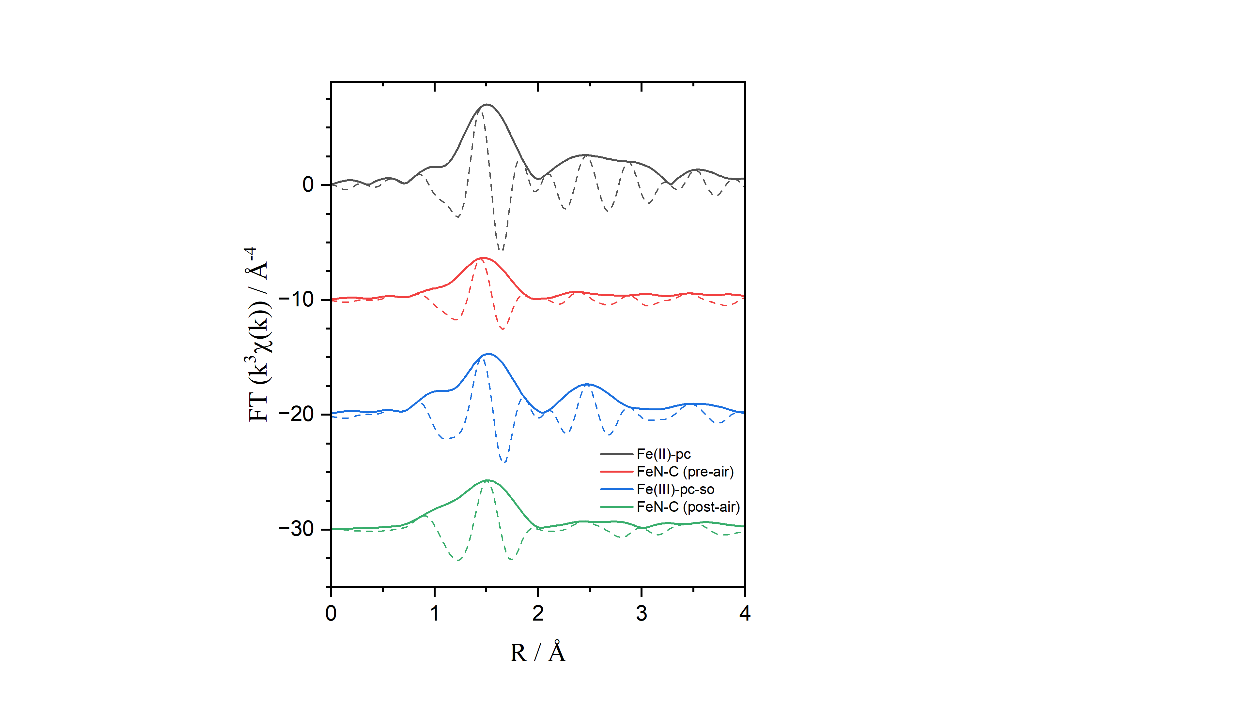 0
−10
−20
−30
FT (k³χ(k)) / Å⁻⁴
Fe(II)-pc
FeN-C (pre-air)
Fe(III)-pc-so
FeN-C (post-air)
0 1 2 3 4
R / Å